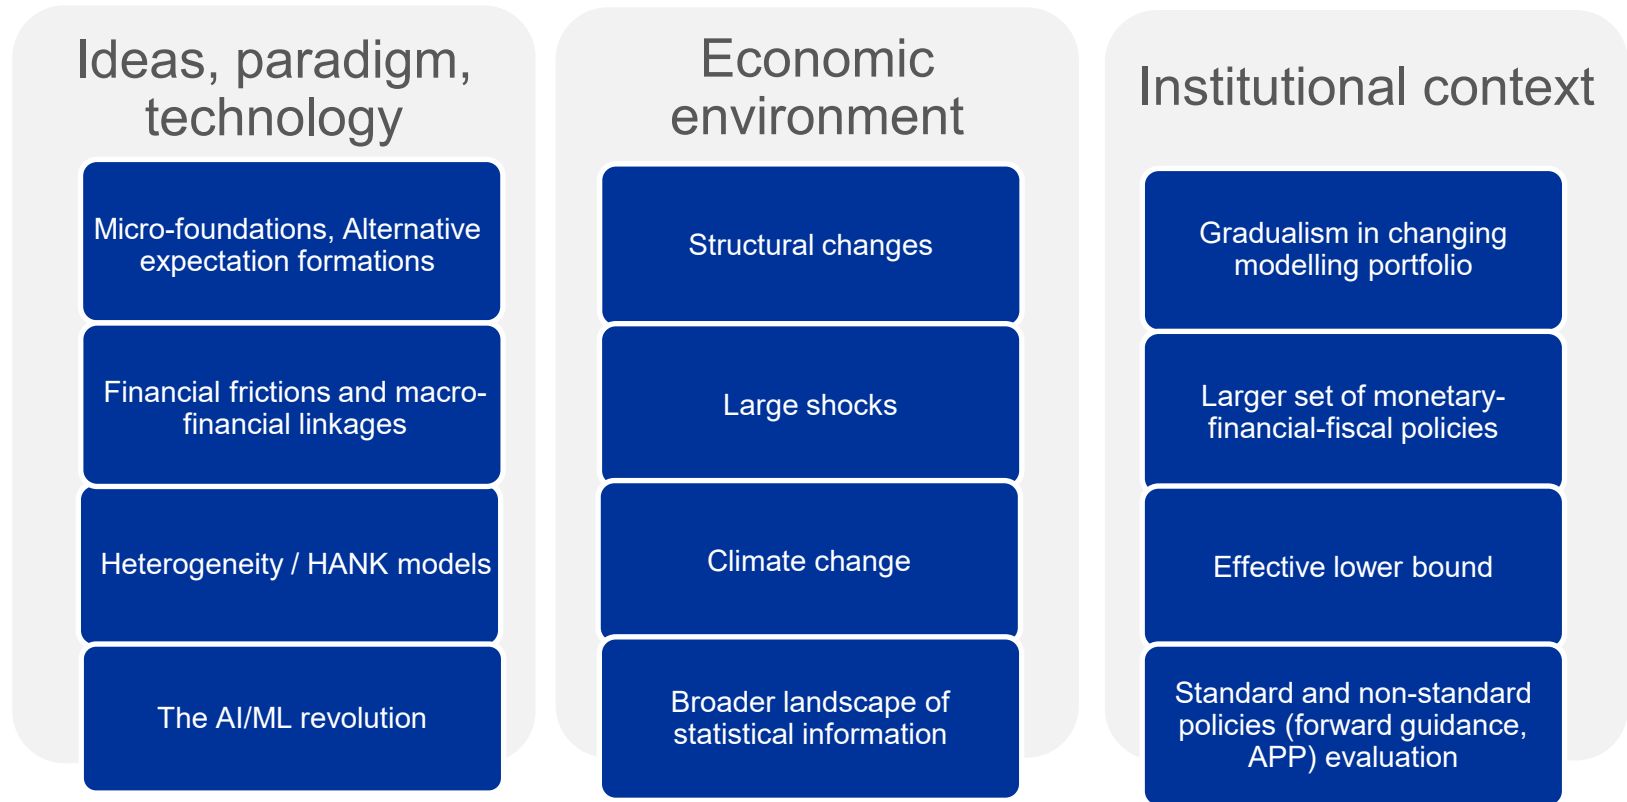 Ideas, paradigm,
technology
Micro-foundations, Alternative
expectation formations
Financial frictions and macro-
financial linkages
Heterogeneity / HANK models
The AI/ML revolution
Economic
environment
Structural changes
Large shocks
Climate change
Broader landscape of
statistical information
Institutional context
Gradualism in changing
modelling portfolio
Larger set of monetary-
financial-fiscal policies
Effective lower bound
Standard and non-standard
policies (forward guidance,
APP) evaluation